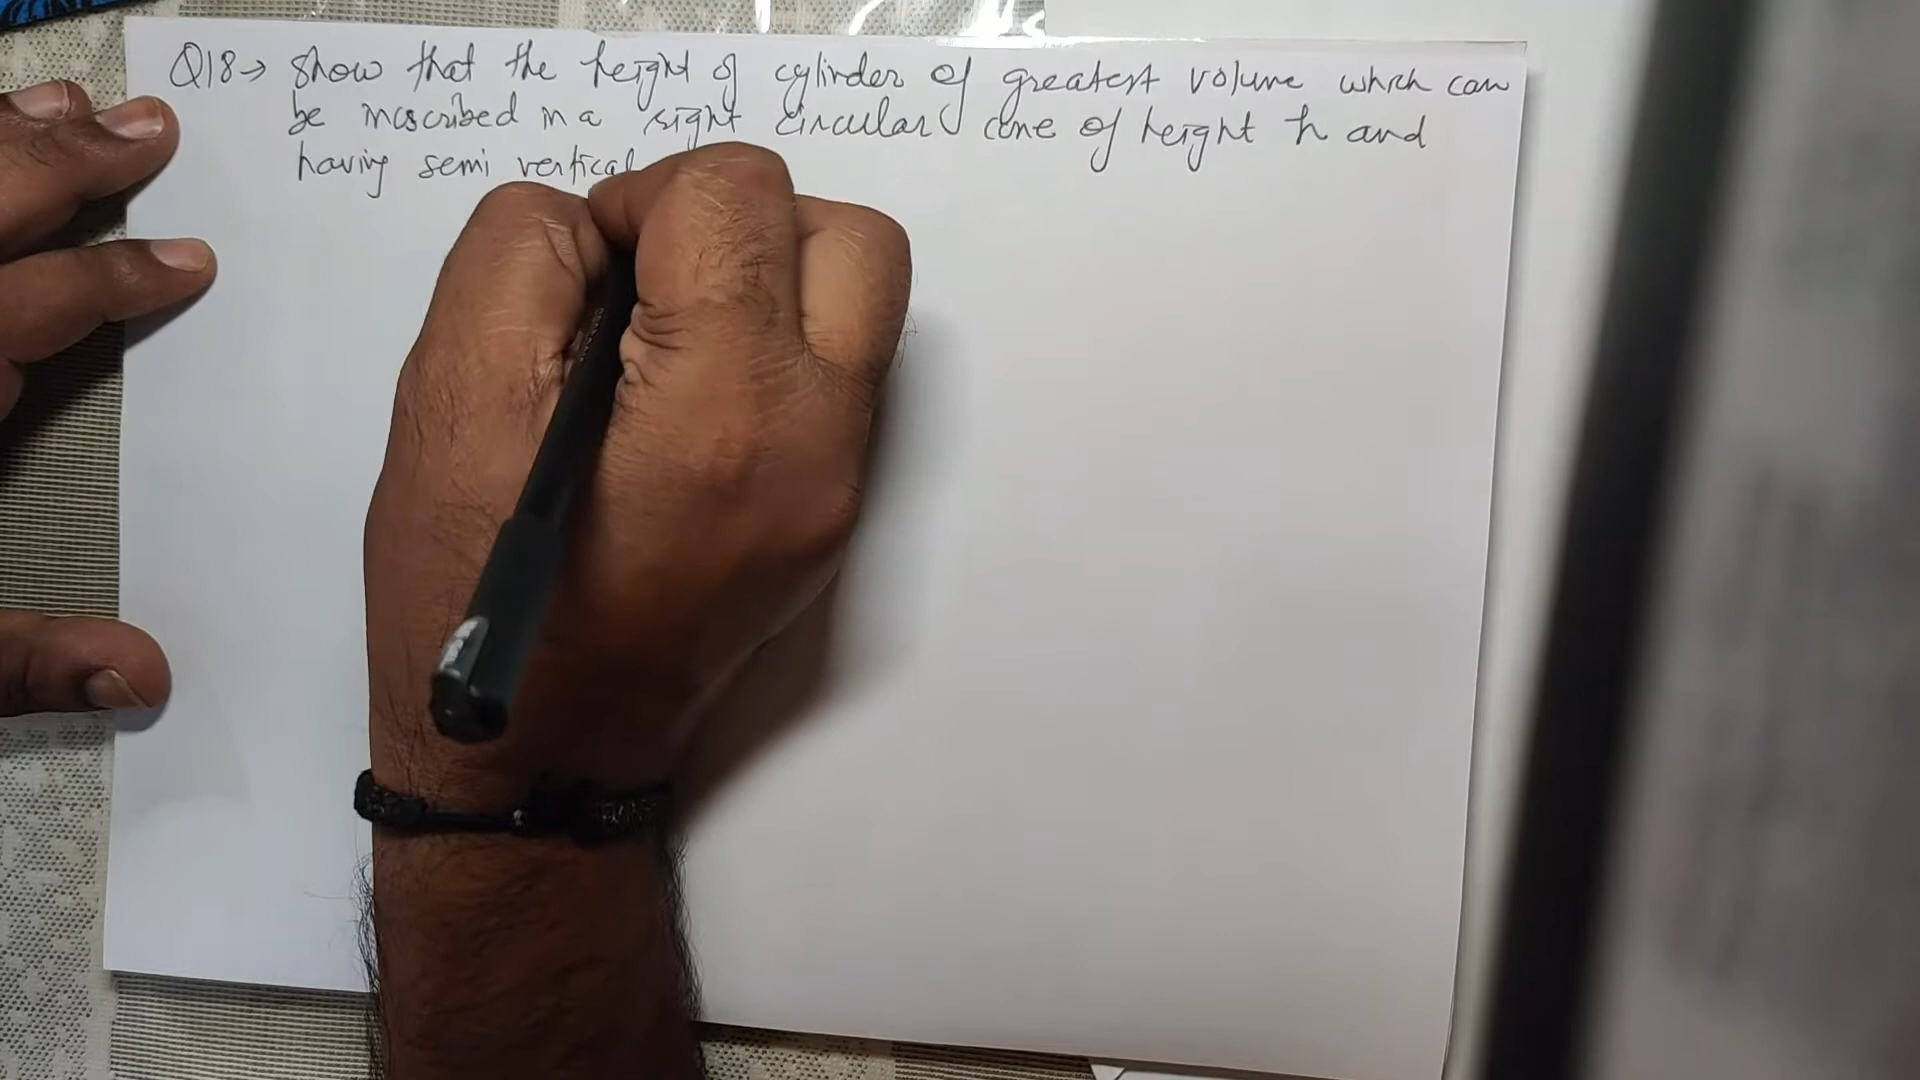 Q18→ show that the height of cylinder of greatest volume which can
be inscribed in a right circular cone of height h and
having semi vertical